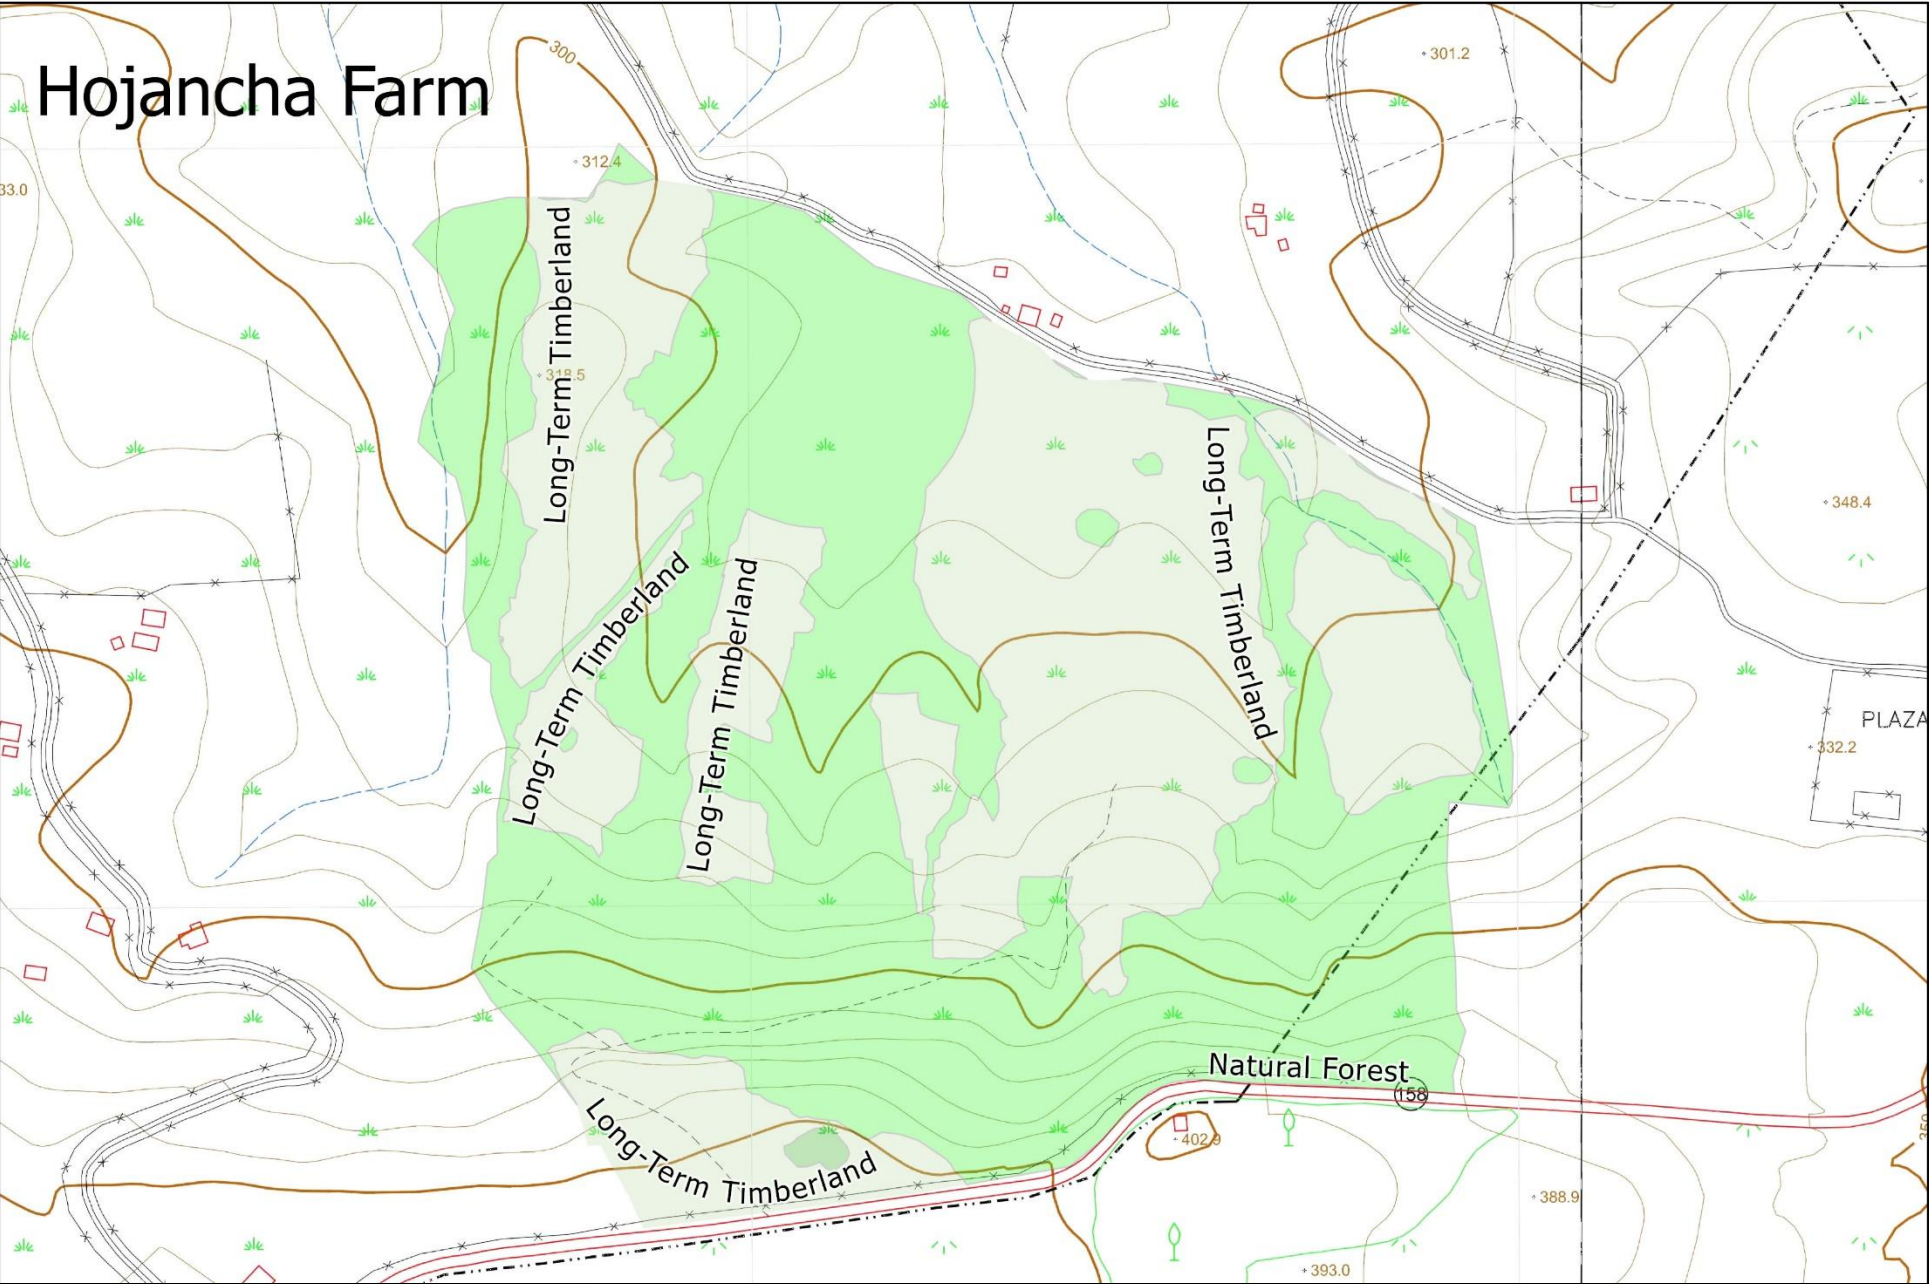 Hojancha Farm
300
301.2
312.4
33.0
Long-Term Timberland
318.5
Long-Term Timberland
348.4
Long-Term Timberland
Long-Term Timberland
PLAZA
332.2
Natural Forest
158
Long-Term Timberland
402.9
388.9
393.0